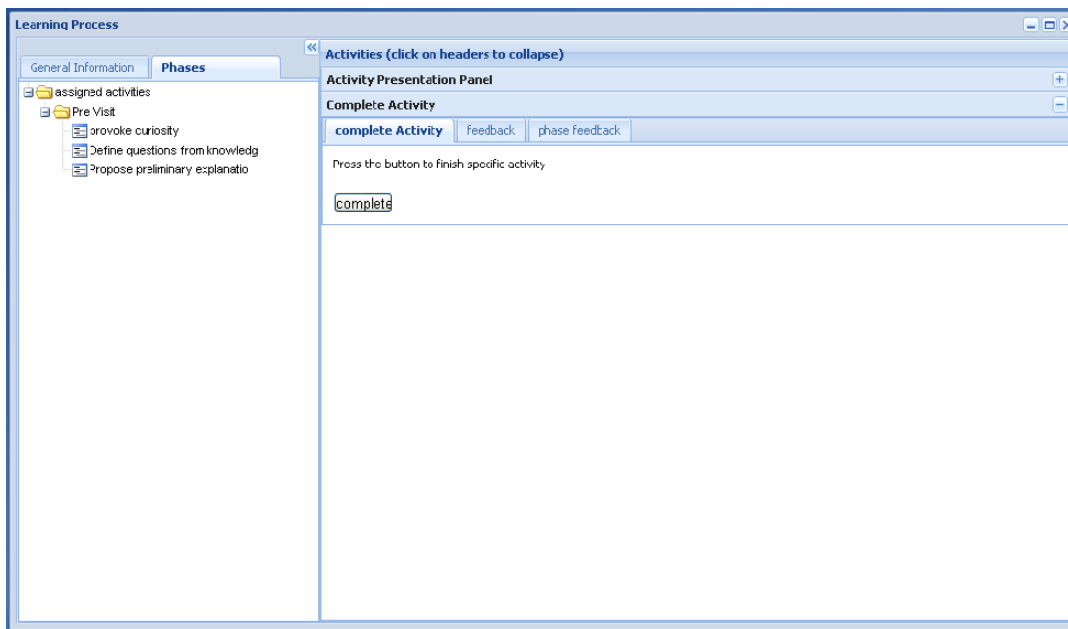 Learning Process
General Information
Phases
assigned activities
Pre Visit
provoke curiosity
Define questions from knowledg
Propose preliminary explanatio
Activities (click on headers to collapse)
Activity Presentation Panel
Complete Activity
complete Activity
feedback
phase feedback
Press the button to finish specific activity
complete